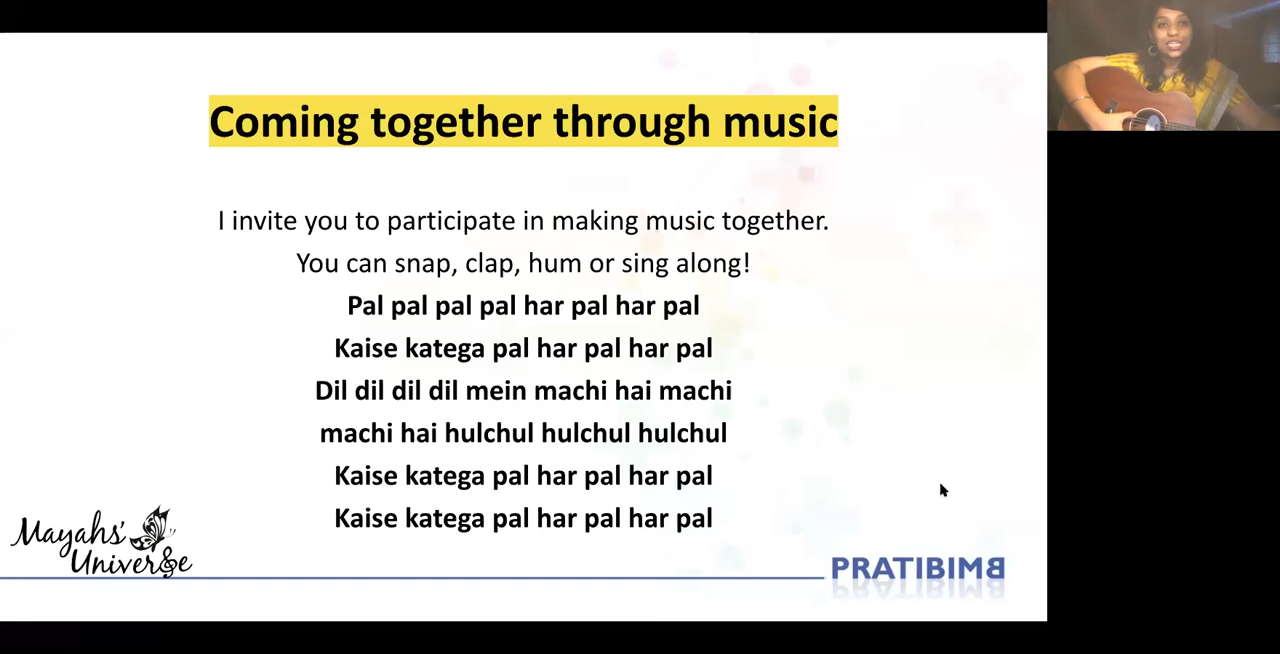 Coming together through music
I invite you to participate in making music together.
You can snap, clap, hum or sing along!
Pal pal pal pal har pal har pal
Kaise katega pal har pal har pal
Dil dil dil dil mein machi hai machi
machi hai hulchul hulchul hulchul
Kaise katega pal har pal har pal
Kaise katega pal har pal har pal
Mayahs'
Universe
PRATIBIMB